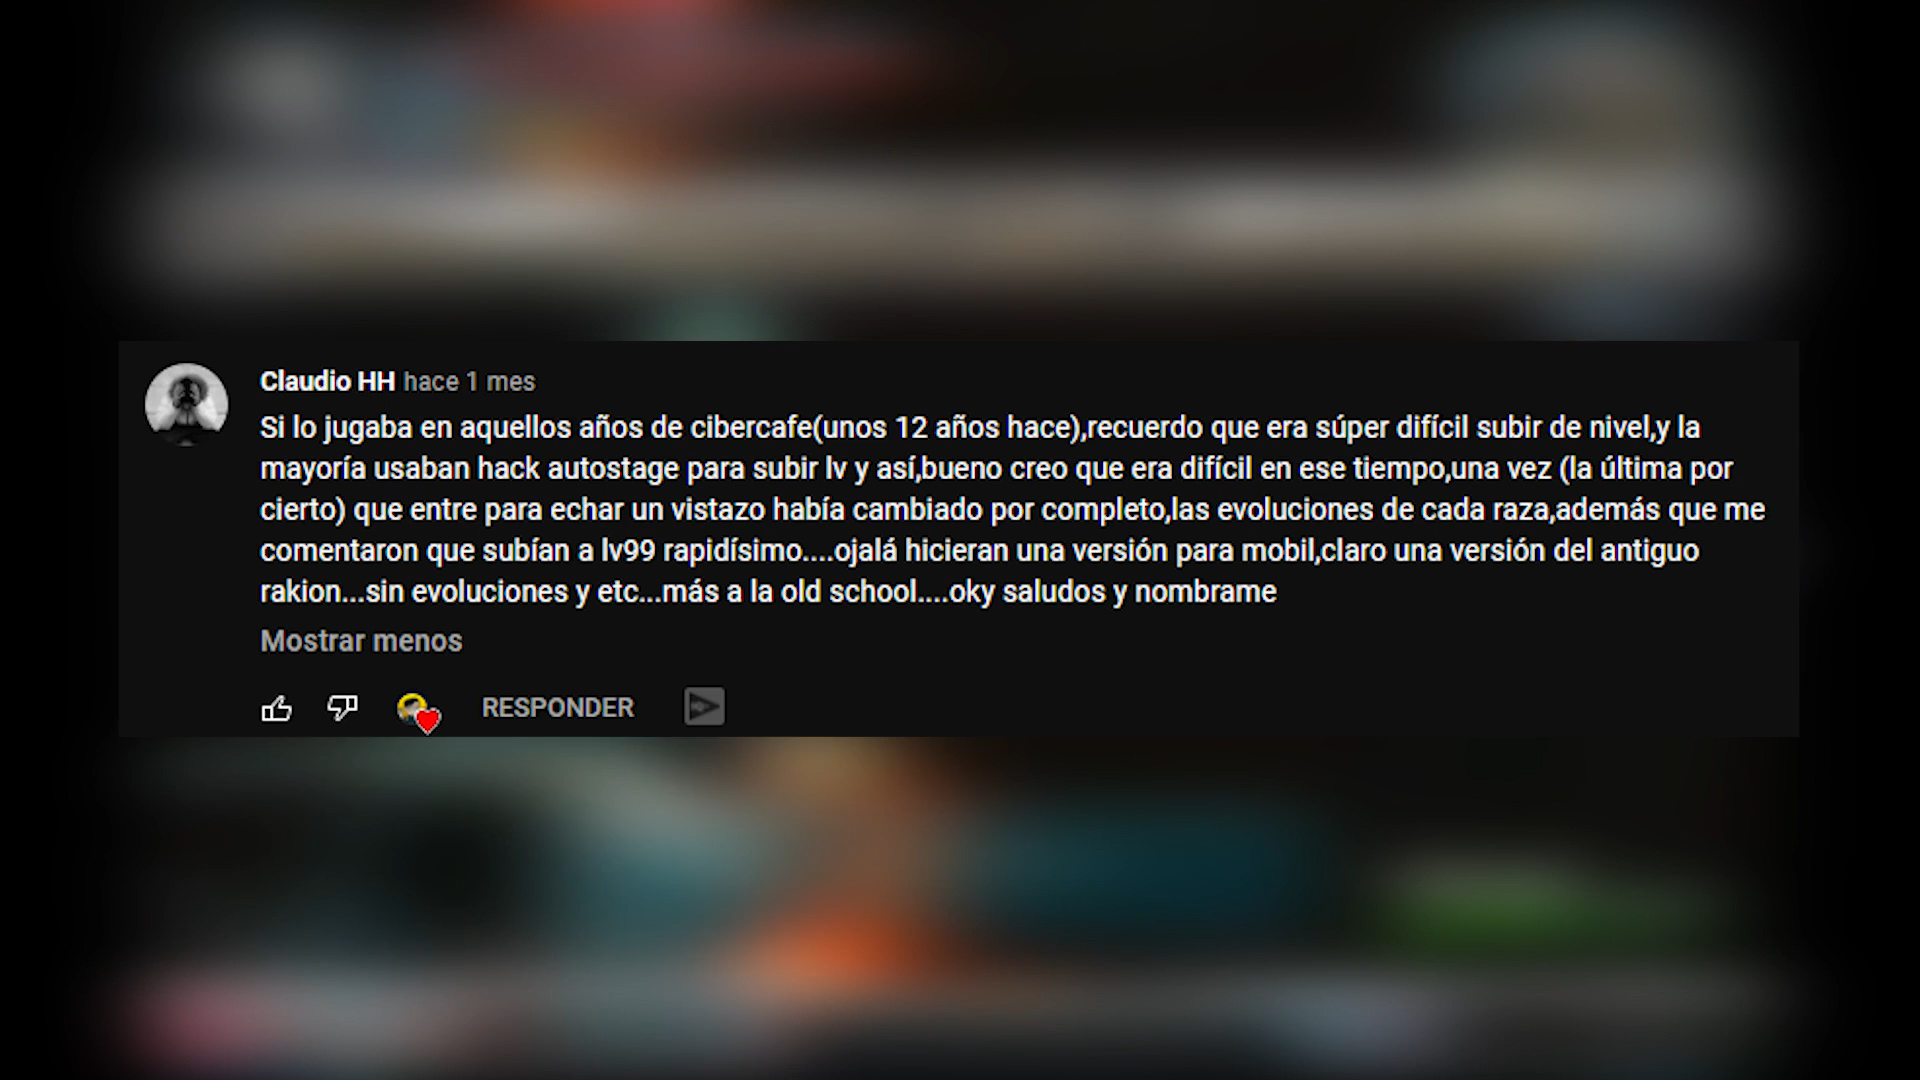 Claudio HH hace 1 mes
Si lo jugaba en aquellos años de cibercafe(unos 12 años hace),recuerdo que era súper difícil subir de nivel,y la
mayoría usaban hack autostage para subir lv y así,bueno creo que era difícil en ese tiempo,una vez (la última por
cierto) que entre para echar un vistazo había cambiado por completo,las evoluciones de cada raza,además que me
comentaron que subían a lv99 rapidísimo....ojalá hicieran una versión para mobil,claro una versión del antiguo
rakion...sin evoluciones y etc...más a la old school....oky saludos y nombrame
Mostrar menos
RESPONDER